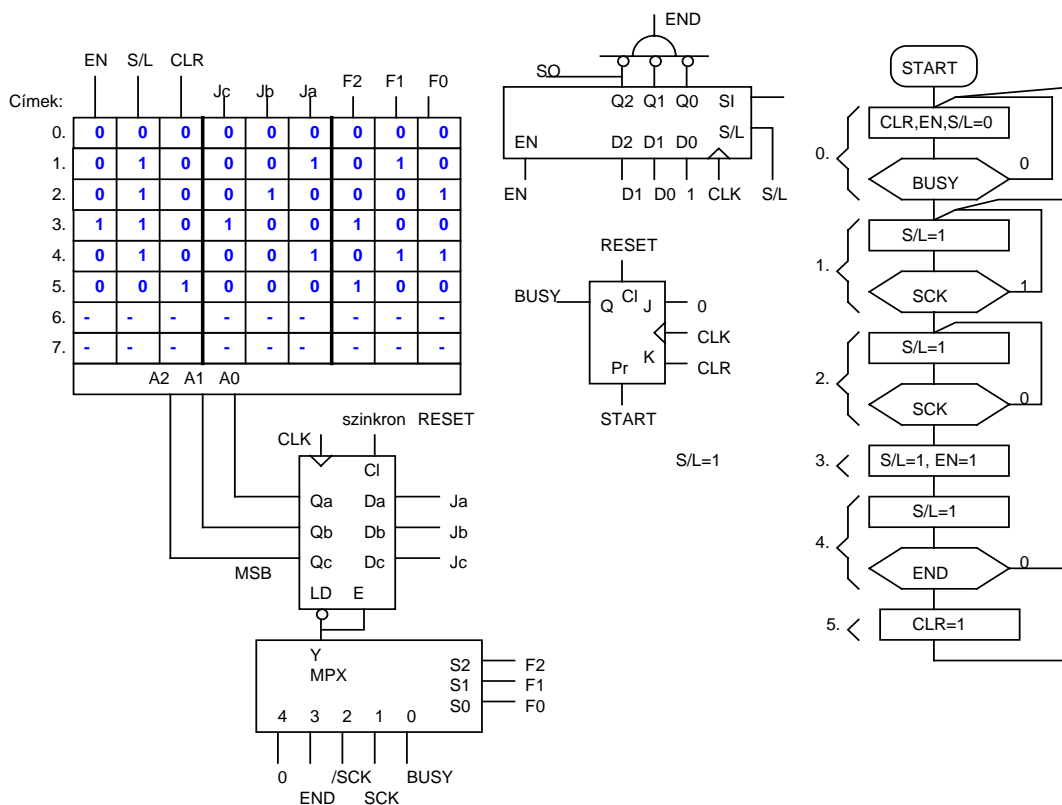 EN S/L CLR
Jc Jb Ja F2 F1 F0
Címek:
0. 0 0 0 0 0 0 0 0 0
1. 0 1 0 0 0 1 0 1 0
2. 0 1 0 0 1 0 0 0 1
3. 1 1 0 1 0 0 1 0 0
4. 0 1 0 0 0 1 0 1 1
5. 0 0 1 0 0 0 1 0 0
6. - - - - - - - - -
7. - - - - - - - - -
A2 A1 A0
szinkron RESET
CLK
Cl
Qa Da Ja
Qb Db Jb
Qc Dc Jc
MSB
LD E
Y
MPX
S2 F2
S1 F1
S0 F0
4 3 2 1 0
0 /SCK BUSY
END SCK
END
SO
Q2 Q1 Q0 SI
S/L
EN D2 D1 D0
EN D1 D0 1 CLK S/L
RESET
BUSY Q Cl J 0
CLK
K
Pr CLR
START
S/L=1
START
CLR,EN,S/L=0
0.
0
BUSY
S/L=1
1.
SCK 1
S/L=1
2.
SCK 0
3. S/L=1, EN=1
S/L=1
4.
END 0
5. CLR=1